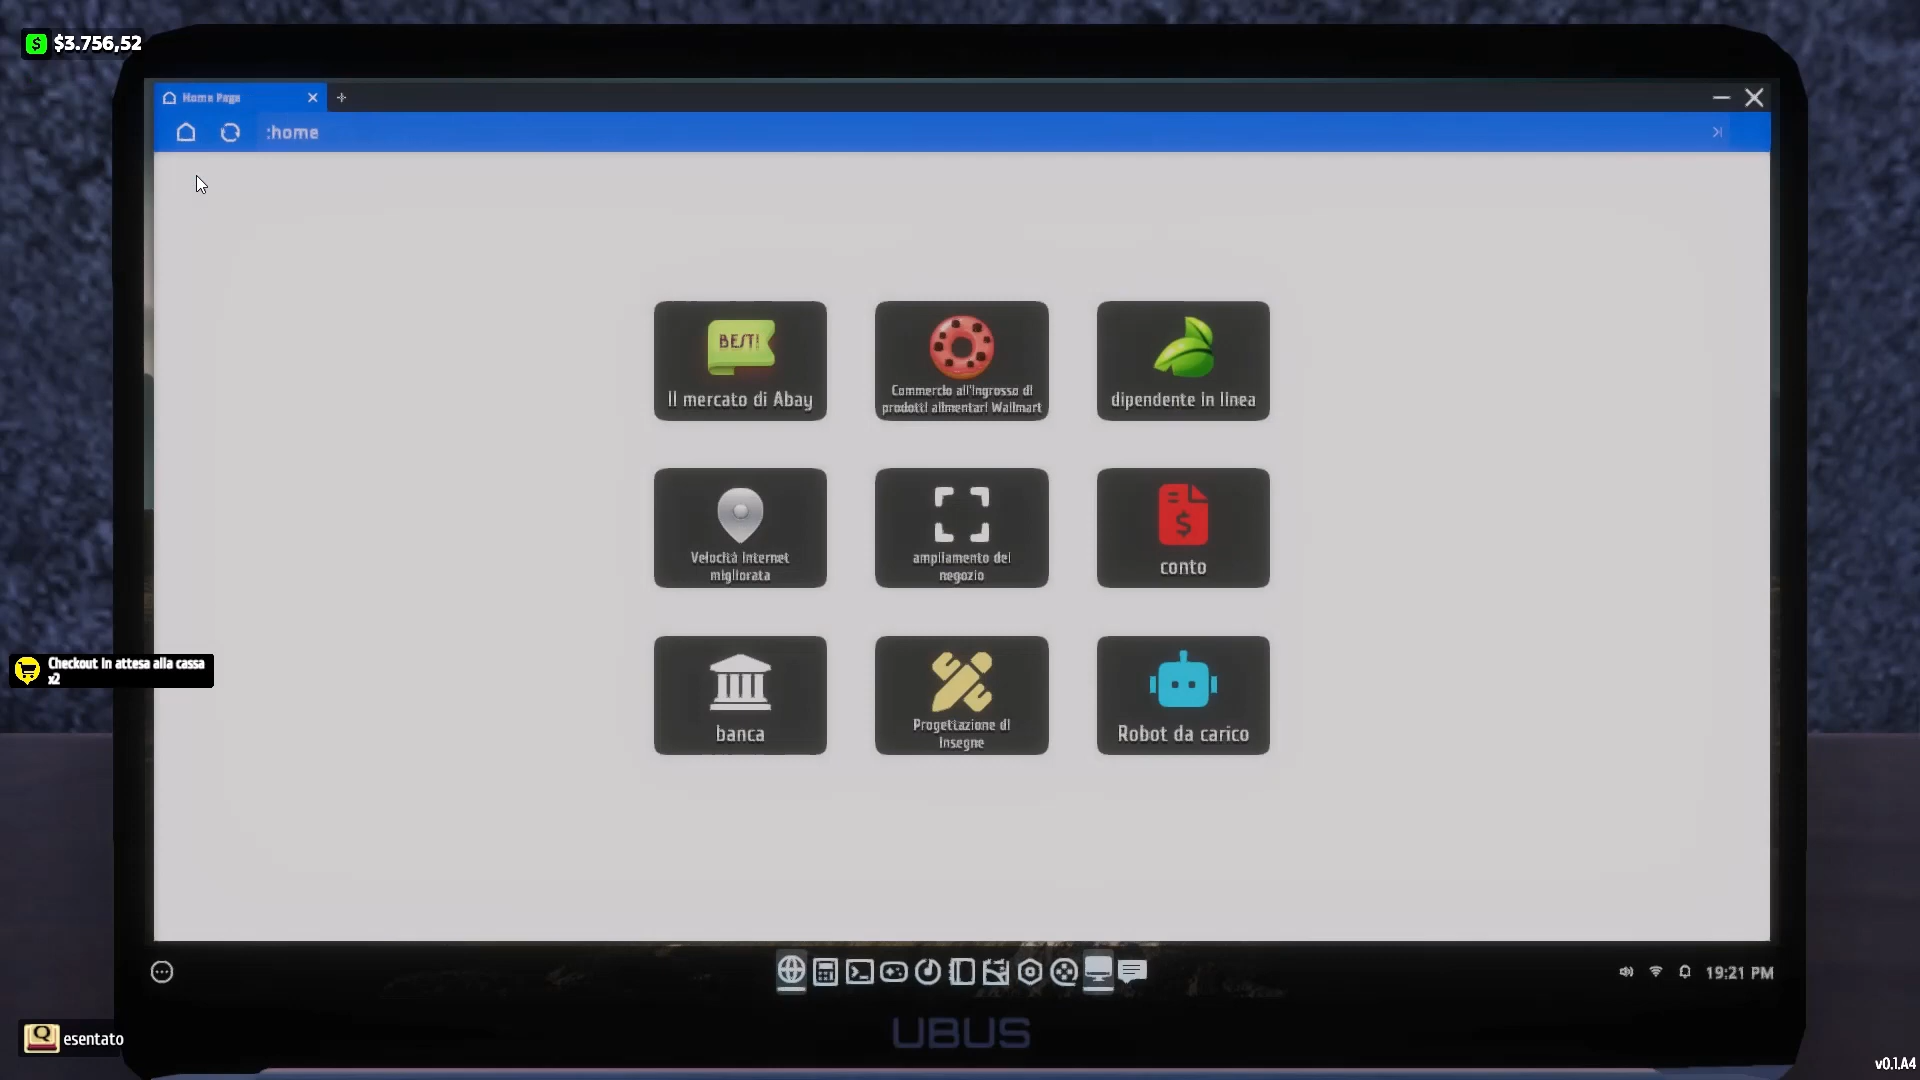 $3.756,52
Home Page
:home
BEST!
Il mercato di Abay
Commercio all'ingrosso di
prodotti alimentari Wallmart
dipendente in linea
Velocità Internet
migliorata
ampliamento del
negozio
conto
banca
Progettazione di
Insegne
Robot da carico
Checkout in attesa alla cassa
x2
19:21 PM
Q esentato
UBUS
v0.1.A4